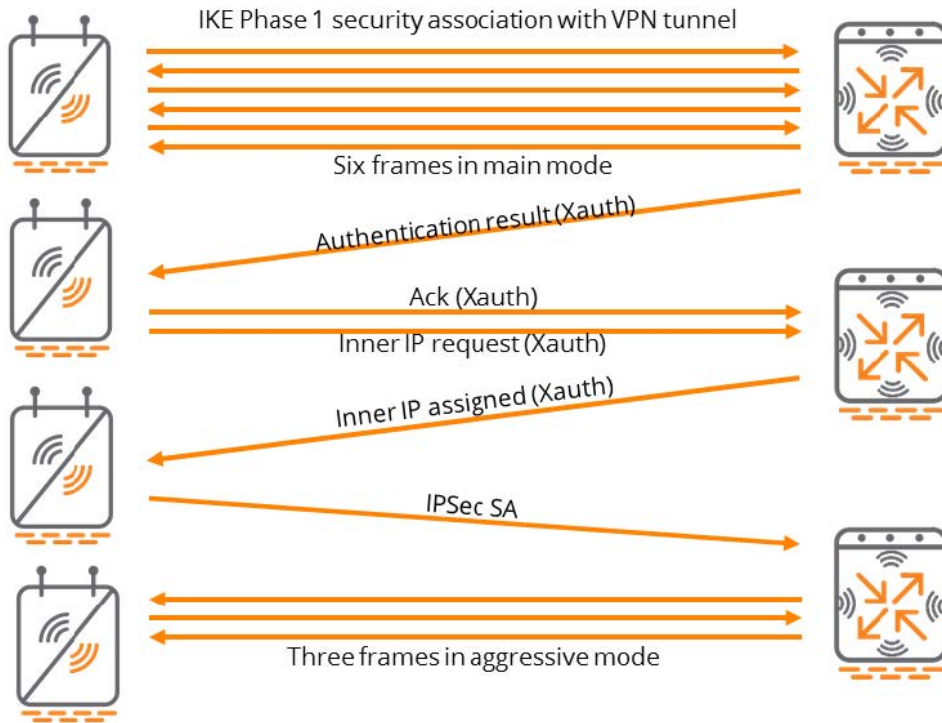 IKE Phase 1 security association with VPN tunnel
Six frames in main mode
Authentication result (Xauth)
Ack (Xauth)
Inner IP request (Xauth)
Inner IP assigned (Xauth)
IPSec SA
Three frames in aggressive mode